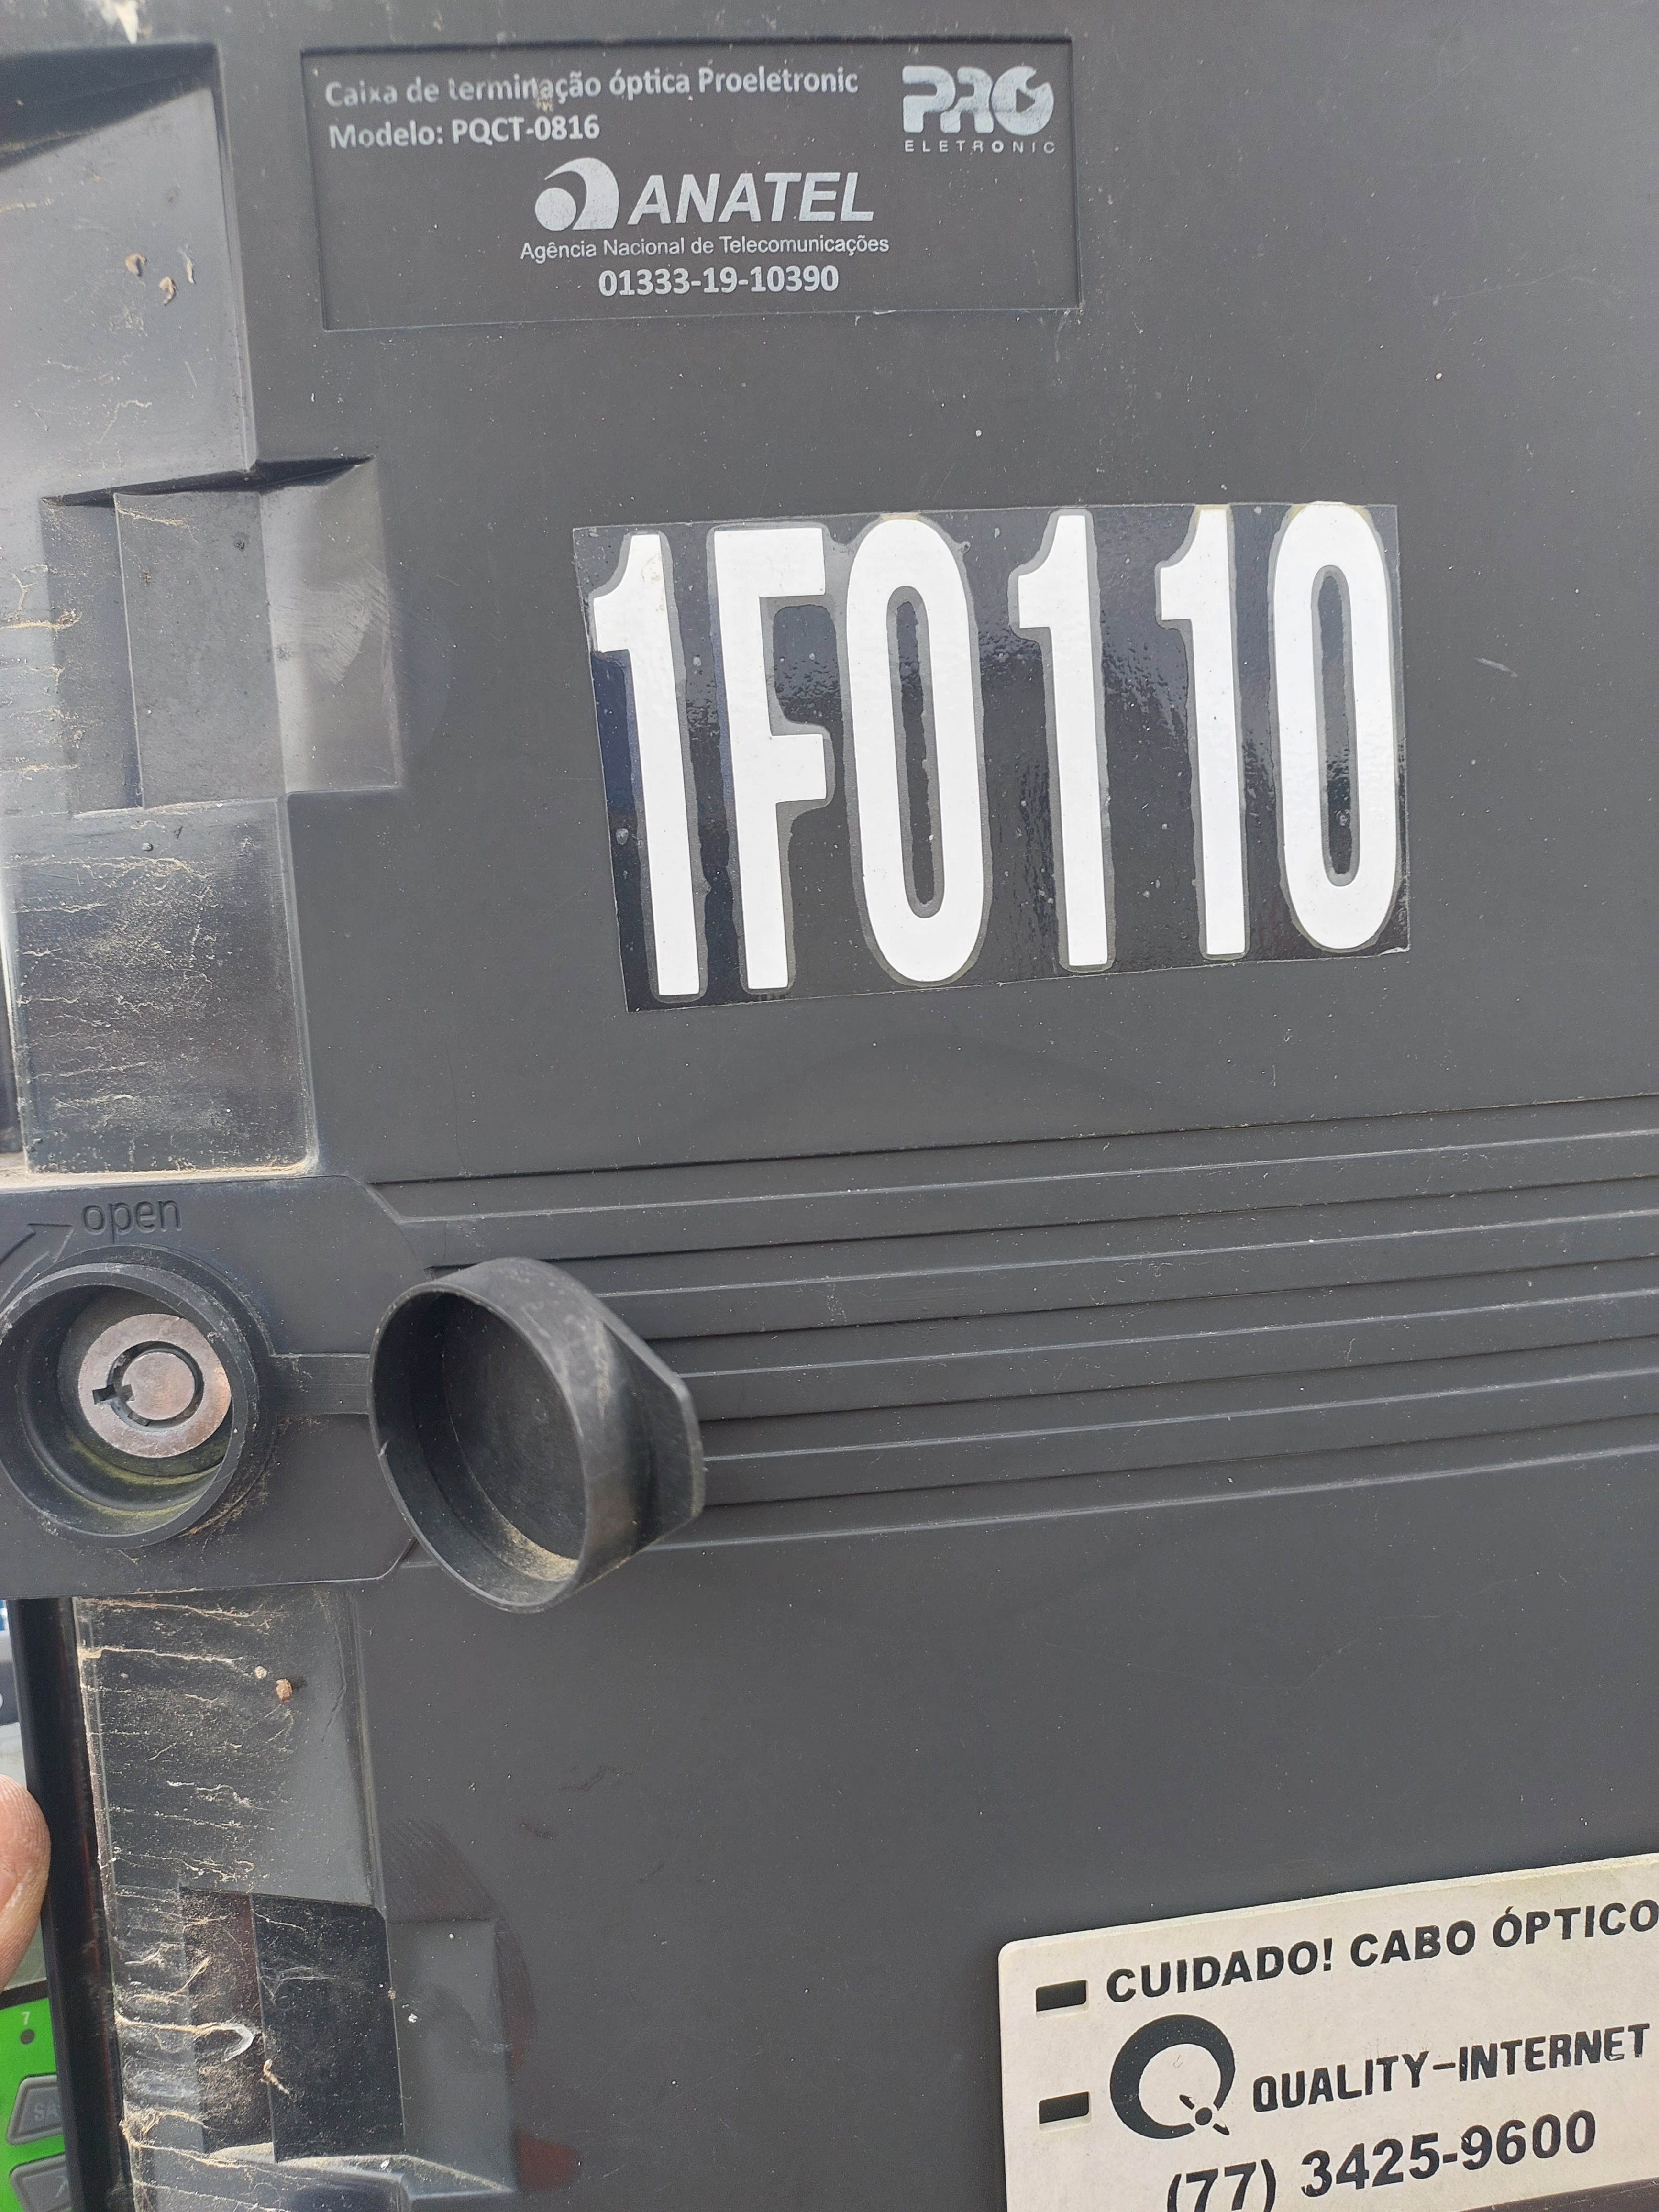 Caixa de terminação óptica Proeletronic
Modelo: PQCT-0816
PRO
ELETRONIC
ANATEL
Agência Nacional de Telecomunicações
01333-19-10390
1F0110
open
CUIDADO! CABO ÓPTICO
QUALITY-INTERNET
(77) 3425-9600
7